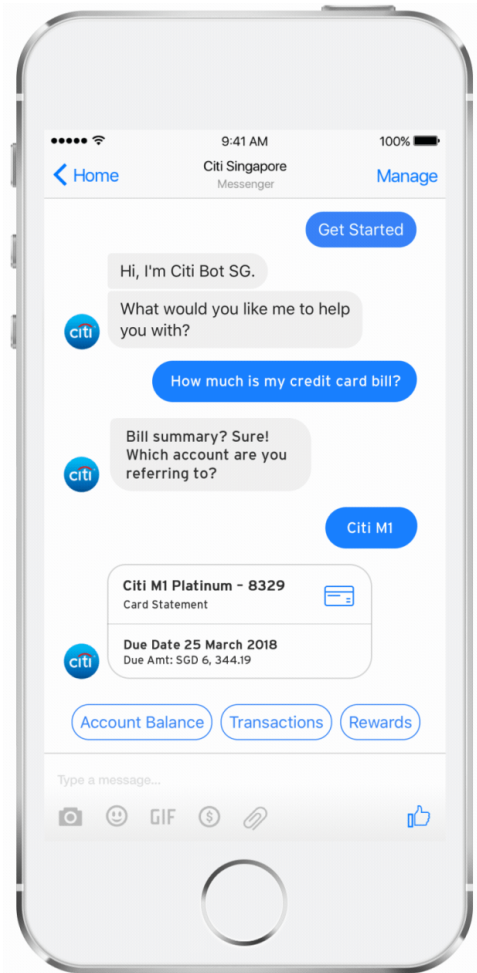 9:41 AM
100%
Home
Citi Singapore
Messenger
Manage
Get Started
Hi, I'm Citi Bot SG.
What would you like me to help
you with?
citi
How much is my credit card bill?
Bill summary? Sure!
Which account are you
referring to?
citi
Citi M1
Citi M1 Platinum - 8329
Card Statement
Due Date 25 March 2018
Due Amt: SGD 6, 344.19
citi
Account Balance
Transactions
Rewards
Type a message...
GIF
$